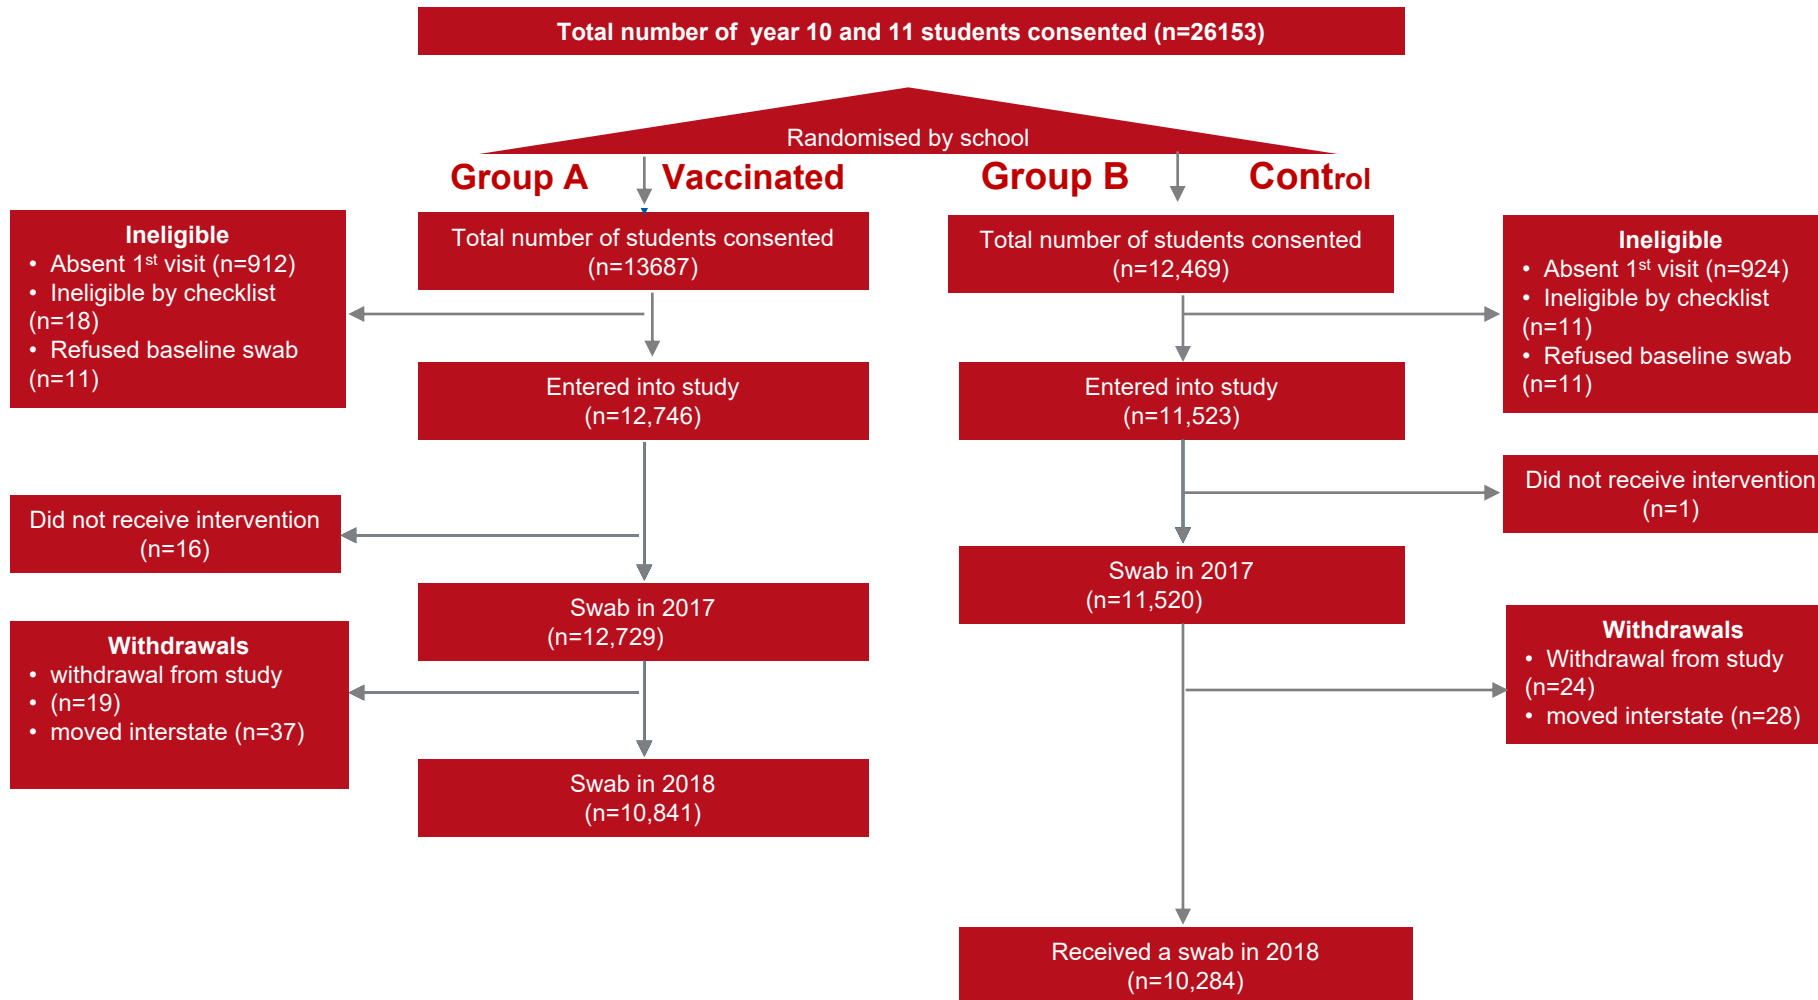 Total number of  year 10 and 11 students consented (n=26153)
Randomised by school
Group A
Vaccinated
Group B
Control
Ineligible
• Absent 1st visit (n=912)
• Ineligible by checklist
(n=18)
• Refused baseline swab
(n=11)
Total number of students consented
(n=13687)
Total number of students consented
(n=12,469)
Ineligible
• Absent 1st visit (n=924)
• Ineligible by checklist
(n=11)
• Refused baseline swab
(n=11)
Entered into study
(n=12,746)
Entered into study
(n=11,523)
Did not receive intervention
(n=16)
Did not receive intervention
(n=1)
Swab in 2017
(n=12,729)
Swab in 2017
(n=11,520)
Withdrawals
• withdrawal from study
• (n=19)
• moved interstate (n=37)
Withdrawals
• Withdrawal from study
(n=24)
• moved interstate (n=28)
Swab in 2018
(n=10,841)
Received a swab in 2018
(n=10,284)